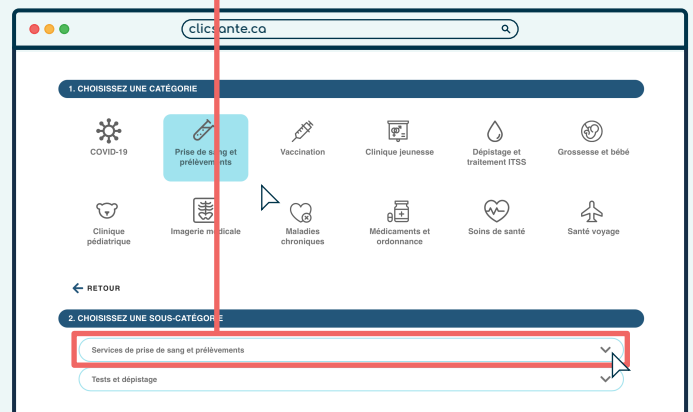 clicsante.ca
1. CHOISISSEZ UNE CATÉGORIE
COVID-19
Prise de sang et
prélèvements
Vaccination
Clinique jeunesse
Dépistage et
traitement ITSS
Grossesse et bébé
Clinique
pédiatrique
Imagerie médicale
Maladies
chroniques
Médicaments et
ordonnance
Soins de santé
Santé voyage
RETOUR
2. CHOISISSEZ UNE SOUS-CATÉGORIE
Services de prise de sang et prélèvements
Tests et dépistage